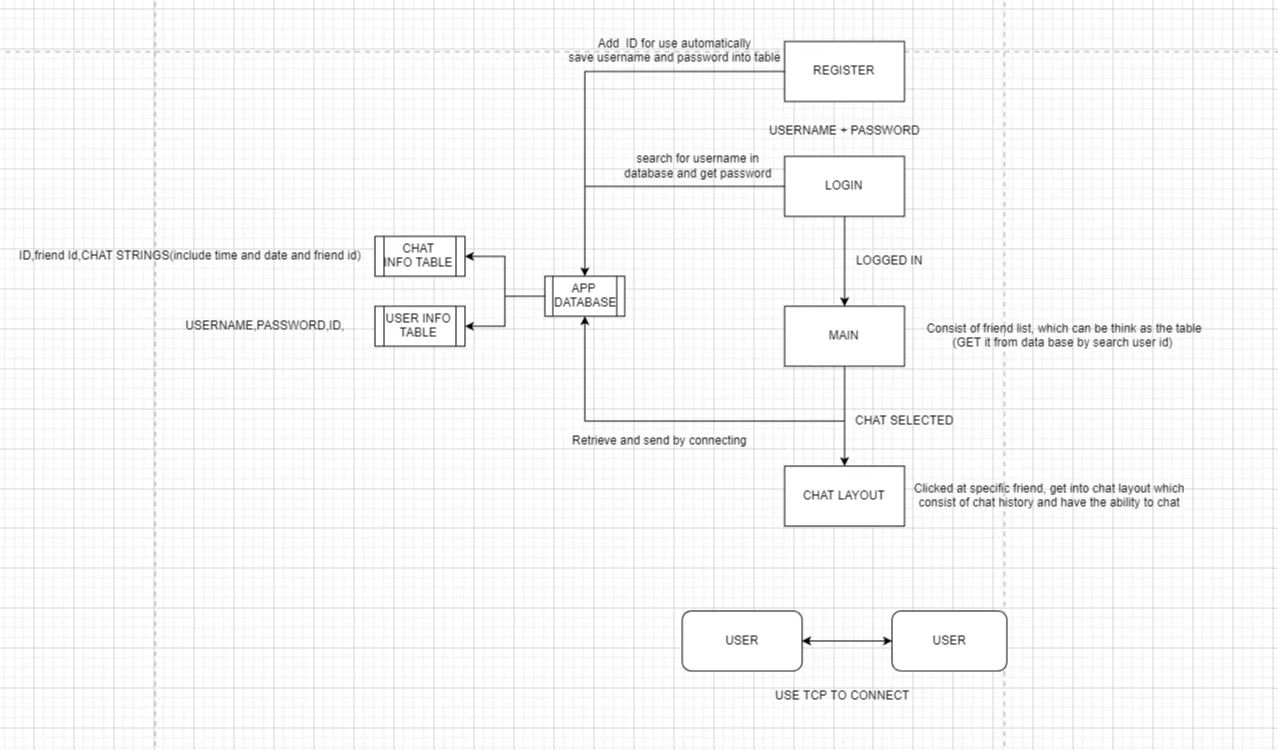 Add ID for use automatically
save username and password into table
REGISTER
USERNAME + PASSWORD
search for username in
database and get password
LOGIN
ID,friend Id,CHAT STRINGS(include time and date and friend id)
CHAT
INFO TABLE
LOGGED IN
APP
DATABASE
USERNAME,PASSWORD,ID,
USER INFO
TABLE
MAIN
Consist of friend list, which can be think as the table
(GET it from data base by search user id)
CHAT SELECTED
Retrieve and send by connecting
CHAT LAYOUT
Clicked at specific friend, get into chat layout which
consist of chat history and have the ability to chat
USER
USER
USE TCP TO CONNECT